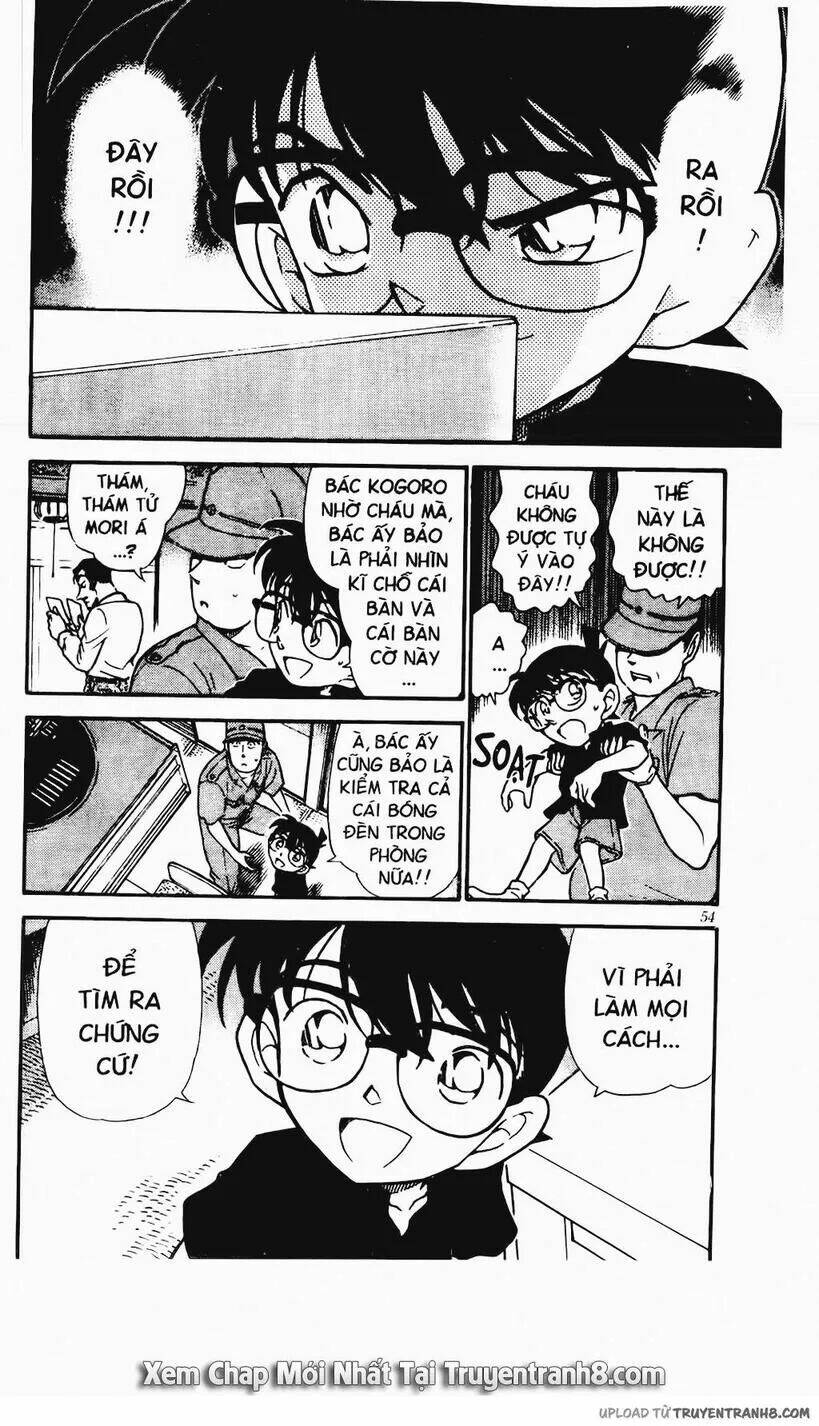 RA RỒI
!
ĐÂY
RỒI
!!!
THẾ
NÀY LÀ
KHÔNG
ĐƯỢC!!
CHÁU
KHÔNG
ĐƯỢC TỰ
Ý VÀO
ĐÂY!!
A
...
SOẠT
BÁC KOGORO
NHỜ CHÁU MÀ,
BÁC ẤY BẢO
LÀ PHẢI NHÌN
KĨ CHỖ CÁI
BÀN VÀ
CÁI BÀN
CỜ NÀY
...
THÁM,
THÁM TỬ
MORI Á
...?
À, BÁC ẤY
CŨNG BẢO LÀ
KIỂM TRA CẢ
CÁI BÓNG
ĐÈN TRONG
PHÒNG
NỮA!!
54
VÌ PHẢI
LÀM MỌI
CÁCH...
ĐỂ
TÌM RA
CHỨNG
CỨ!
Xem Chap Mới Nhất Tại Truyentranh8.com
UPLOAD TỪ TRUYENTRANH8.COM